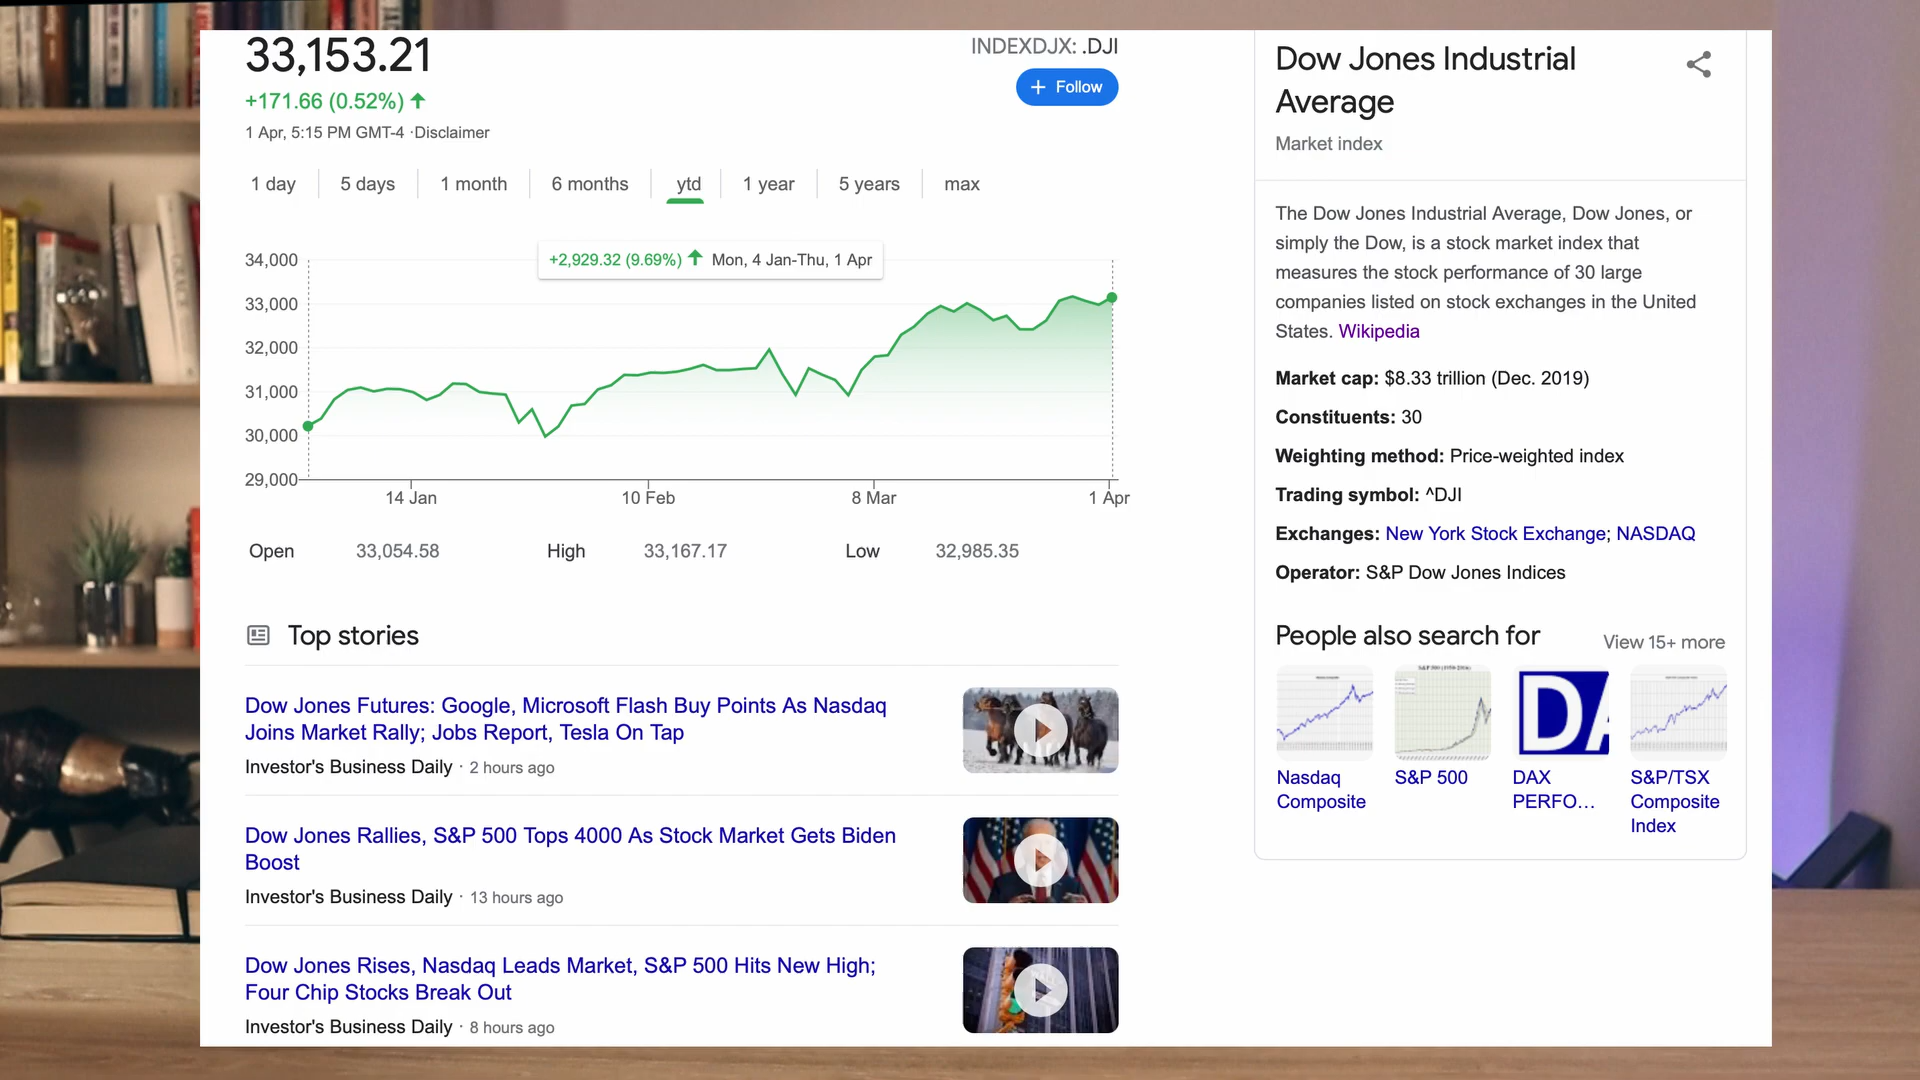 33,153.21
+171.66 (0.52%)
1 Apr, 5:15 PM GMT-4 ·Disclaimer
INDEXDJX: .DJI
+ Follow
1 day
5 days
1 month
6 months
ytd
1 year
5 years
max
+2,929.32 (9.69%) Mon, 4 Jan-Thu, 1 Apr
34,000
33,000
32,000
31,000
30,000
29,000
14 Jan
10 Feb
8 Mar
1 Apr
Open 33,054.58 High 33,167.17 Low 32,985.35
Top stories
Dow Jones Futures: Google, Microsoft Flash Buy Points As Nasdaq
Joins Market Rally; Jobs Report, Tesla On Tap
Investor's Business Daily · 2 hours ago
Dow Jones Rallies, S&P 500 Tops 4000 As Stock Market Gets Biden
Boost
Investor's Business Daily · 13 hours ago
Dow Jones Rises, Nasdaq Leads Market, S&P 500 Hits New High;
Four Chip Stocks Break Out
Investor's Business Daily · 8 hours ago
Dow Jones Industrial
Average
Market index
The Dow Jones Industrial Average, Dow Jones, or
simply the Dow, is a stock market index that
measures the stock performance of 30 large
companies listed on stock exchanges in the United
States. Wikipedia
Market cap: $8.33 trillion (Dec. 2019)
Constituents: 30
Weighting method: Price-weighted index
Trading symbol: ^DJI
Exchanges: New York Stock Exchange; NASDAQ
Operator: S&P Dow Jones Indices
People also search for
View 15+ more
DA
Nasdaq
Composite
S&P 500
DAX
PERFO...
S&P/TSX
Composite
Index